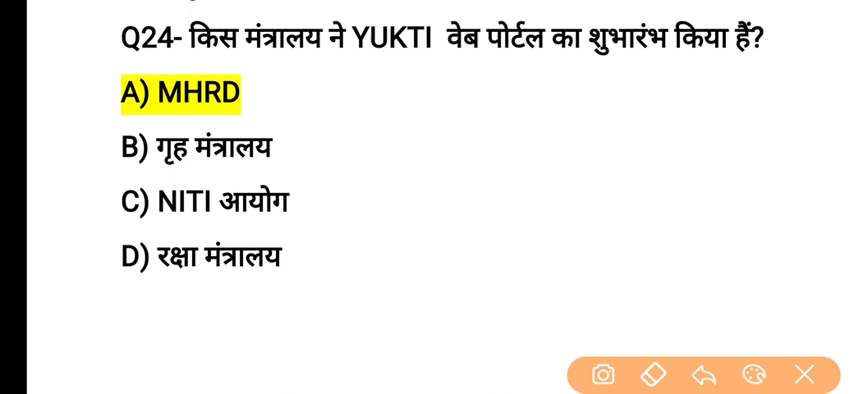 Q24- किस मंत्रालय ने YUKTI वेब पोर्टल का शुभारंभ किया हैं?
A) MHRD
B) गृह मंत्रालय
C) NITI आयोग
D) रक्षा मंत्रालय